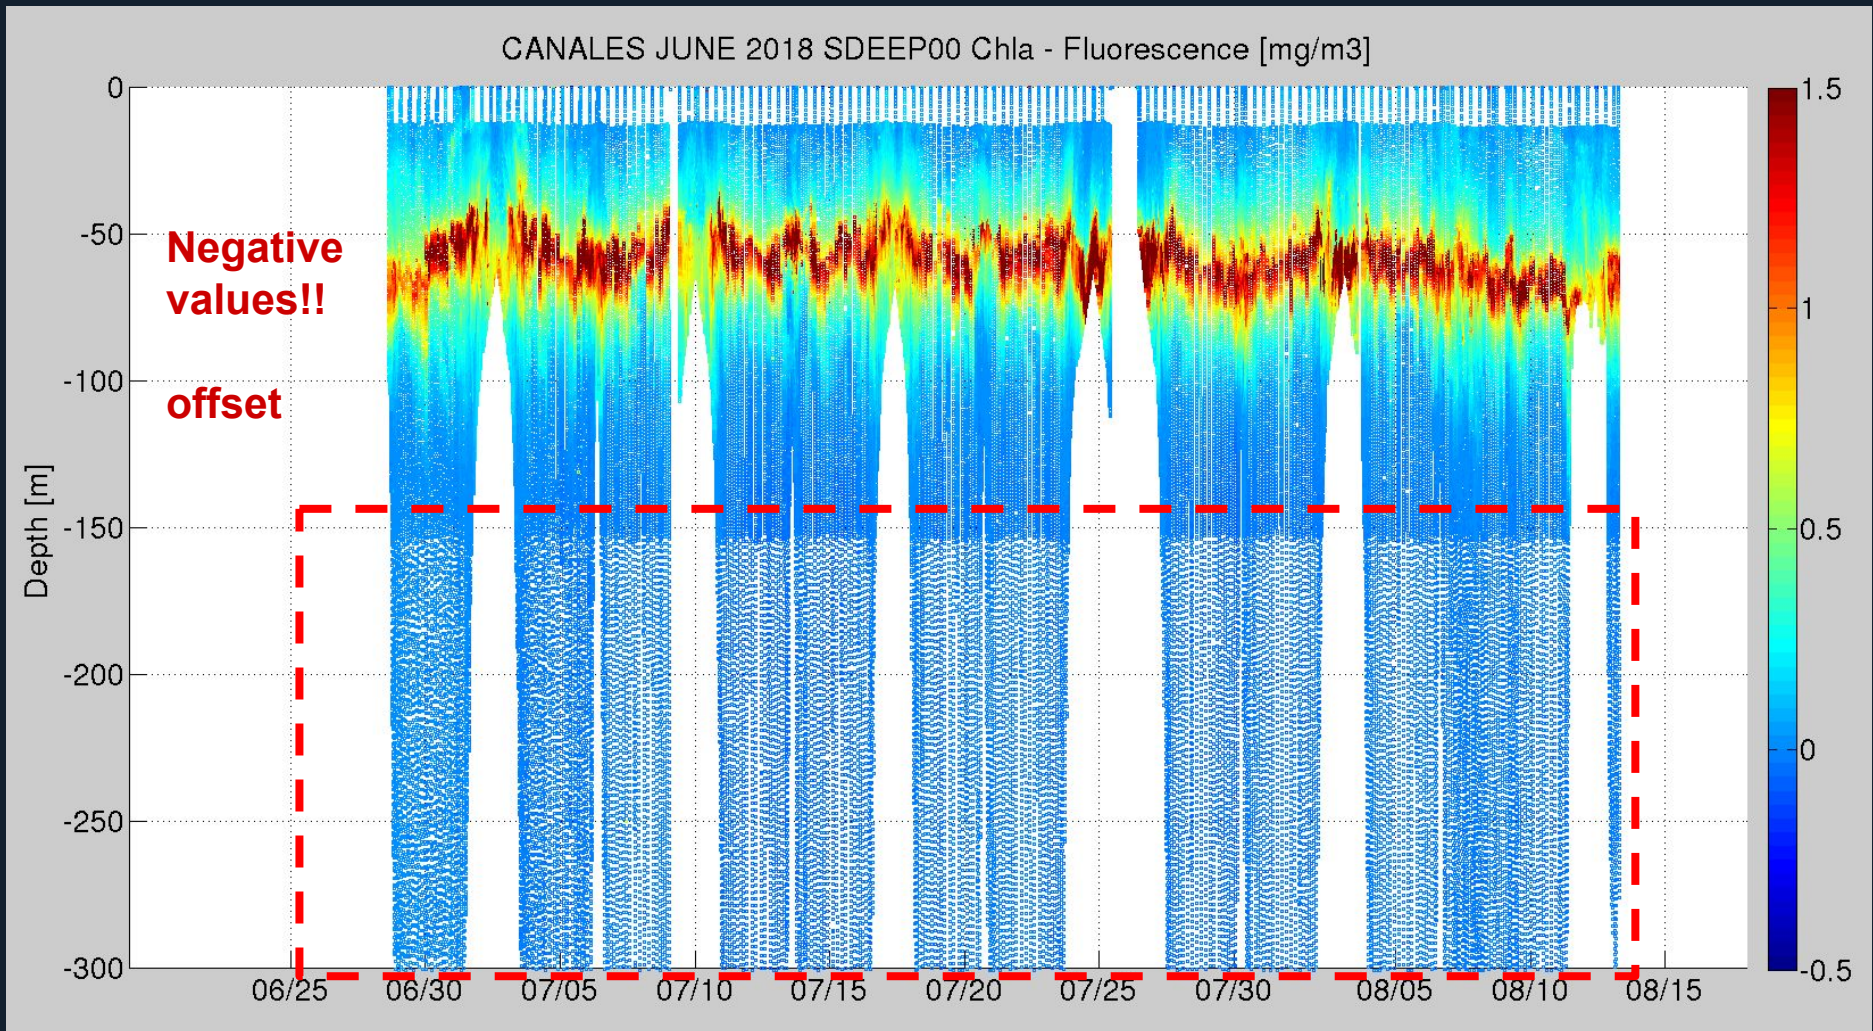 CANALES JUNE 2018 SDEEP00 Chla - Fluorescence [mg/m3]
0
-50
-100
-150
-200
-250
-300
Depth [m]
Negative
values!!
offset
1.5
1
0.5
0
-0.5
06/25 06/30 07/05 07/10 07/15 07/20 07/25 07/30 08/05 08/10 08/15